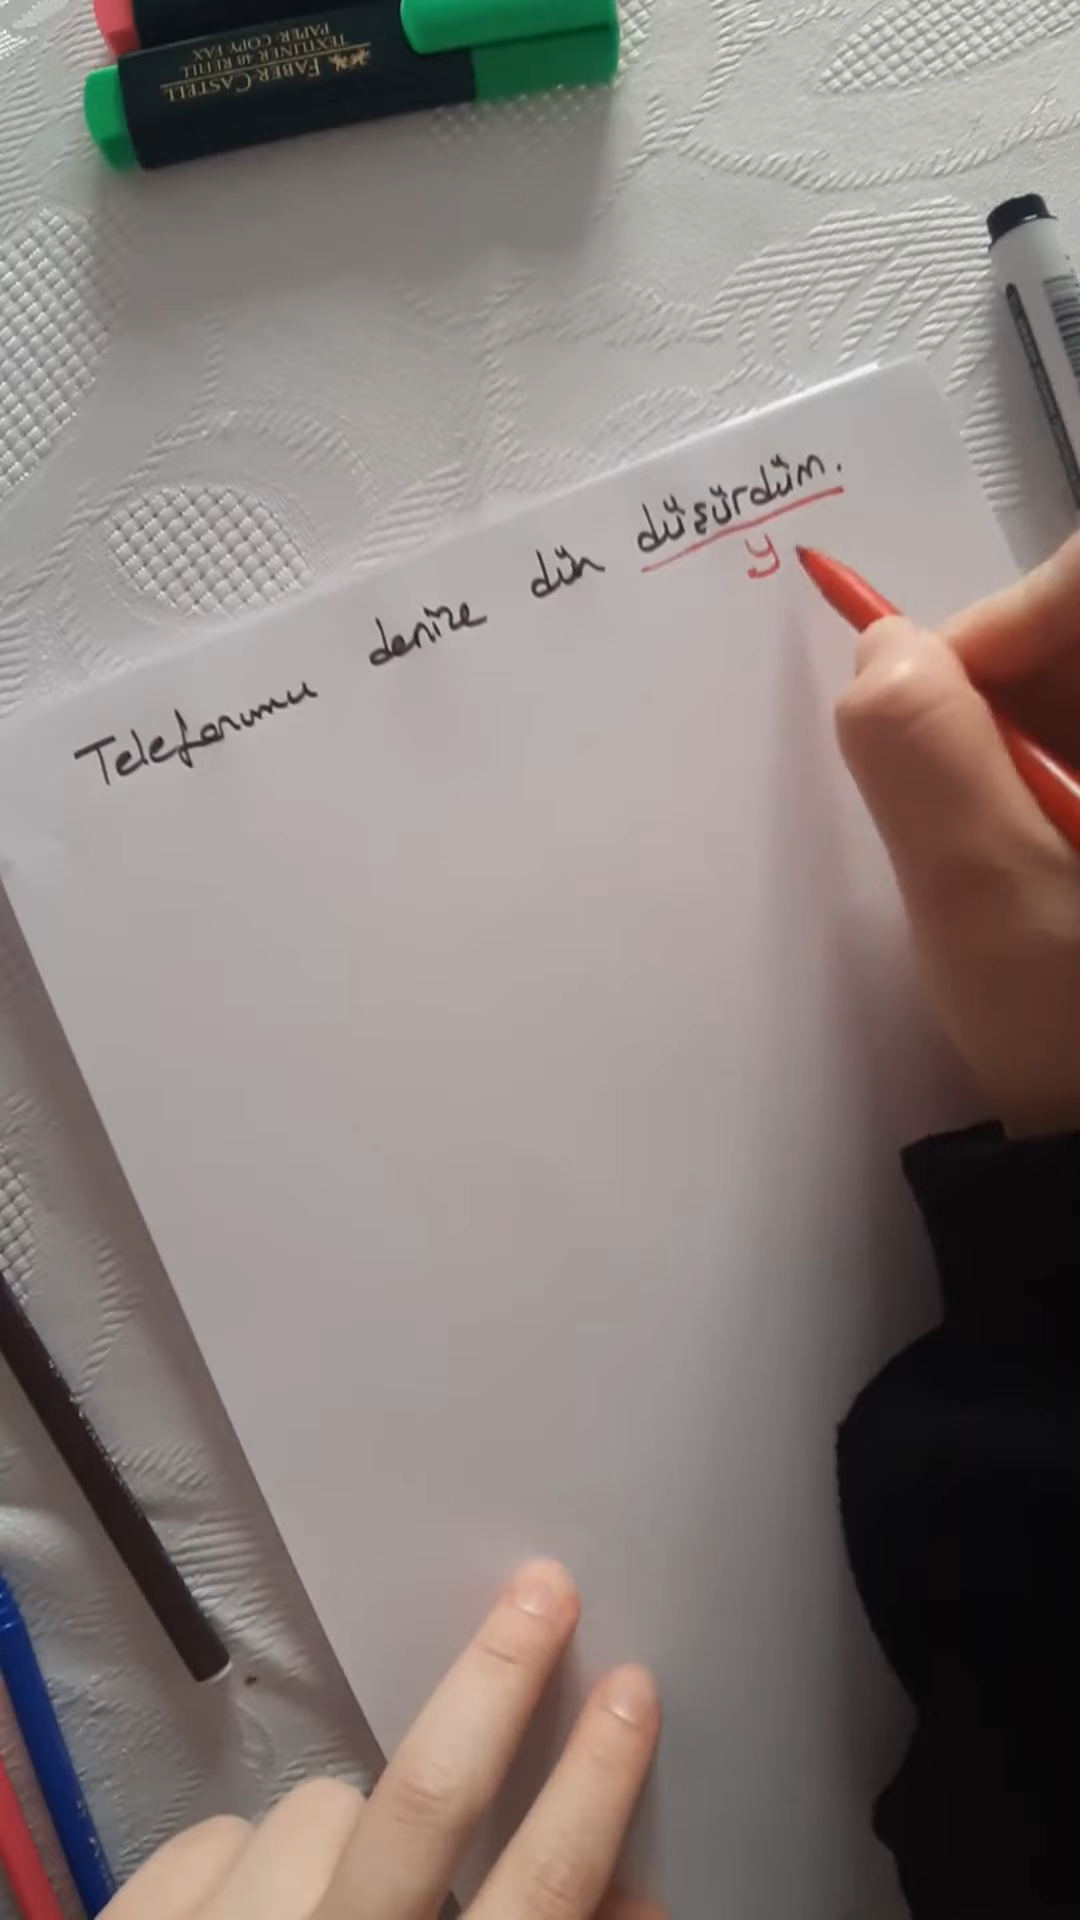 FABER-CASTELL
TEXTLINER 48 REFILL
PAPER·COPY·FAX
Telefonumu denize dün düşürdüm.
y